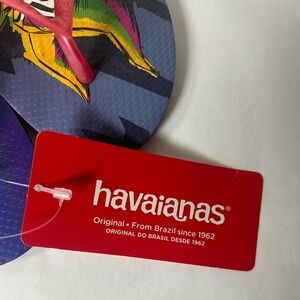 havaianas®
Original • From Brazil since 1962
ORIGINAL DO BRASIL DESDE 1962